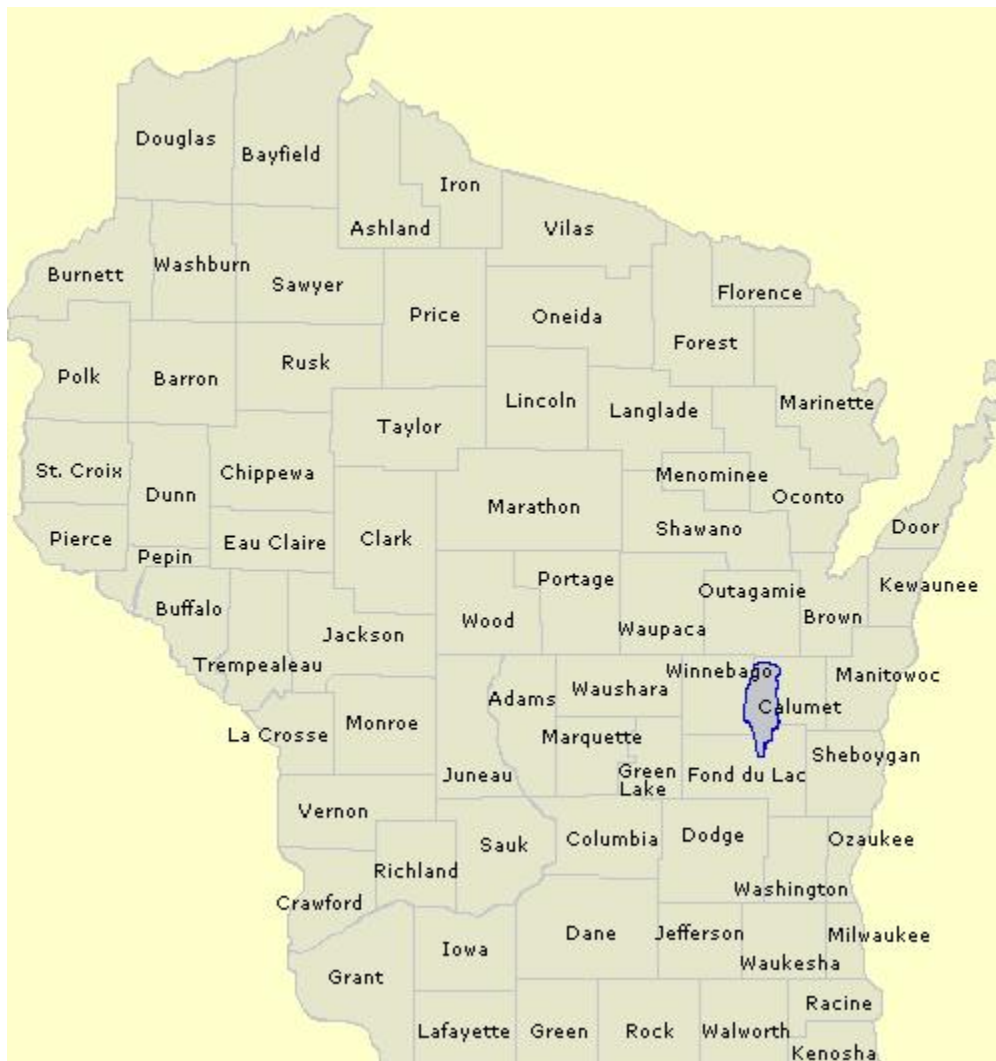 Douglas
Bayfield
Iron
Ashland
Vilas
Burnett
Washburn
Sawyer
Florence
Price
Oneida
Forest
Polk
Barron
Rusk
Lincoln
Langlade
Marinette
Taylor
St. Croix
Chippewa
Menominee
Dunn
Oconto
Marathon
Shawano
Door
Pierce
Eau Claire
Clark
Pepin
Portage
Outagamie
Kewaunee
Buffalo
Wood
Waupaca
Brown
Jackson
Trempealeau
Winnebago
Manitowoc
Adams
Waushara
Calumet
La Crosse
Monroe
Marquette
Sheboygan
Juneau
Green
Lake
Fond du Lac
Vernon
Columbia
Dodge
Ozaukee
Sauk
Richland
Washington
Crawford
Dane
Jefferson
Milwaukee
Iowa
Waukesha
Grant
Racine
Lafayette
Green
Rock
Walworth
Kenosha